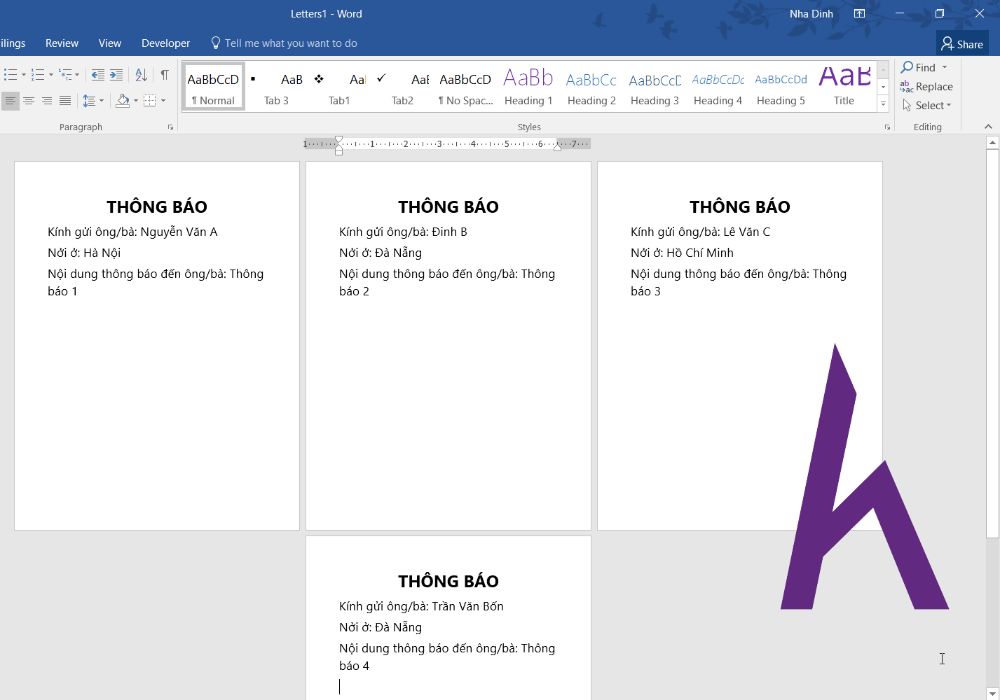 Letters1 - Word
Nha Dinh
ilings
Review
View
Developer
Tell me what you want to do
Share
AaBbCcD
¶ Normal
AaB
Tab 3
Aal
Tab1
AaE
Tab2
AaBbCcD
¶ No Spac...
AaBb
Heading 1
AaBbCc
Heading 2
AaBbCcD
Heading 3
AaBbCcDc
Heading 4
AaBbCcDd
Heading 5
AaB
Title
Find
Replace
Select
Paragraph
Styles
Editing
1 1 2 3 4 5 6 7
THÔNG BÁO
Kính gửi ông/bà: Nguyễn Văn A
Nởi ở: Hà Nội
Nội dung thông báo đến ông/bà: Thông
báo 1
THÔNG BÁO
Kính gửi ông/bà: Đinh B
Nởi ở: Đà Nẵng
Nội dung thông báo đến ông/bà: Thông
báo 2
THÔNG BÁO
Kính gửi ông/bà: Lê Văn C
Nởi ở: Hồ Chí Minh
Nội dung thông báo đến ông/bà: Thông
báo 3
THÔNG BÁO
Kính gửi ông/bà: Trần Văn Bốn
Nởi ở: Đà Nẵng
Nội dung thông báo đến ông/bà: Thông
báo 4